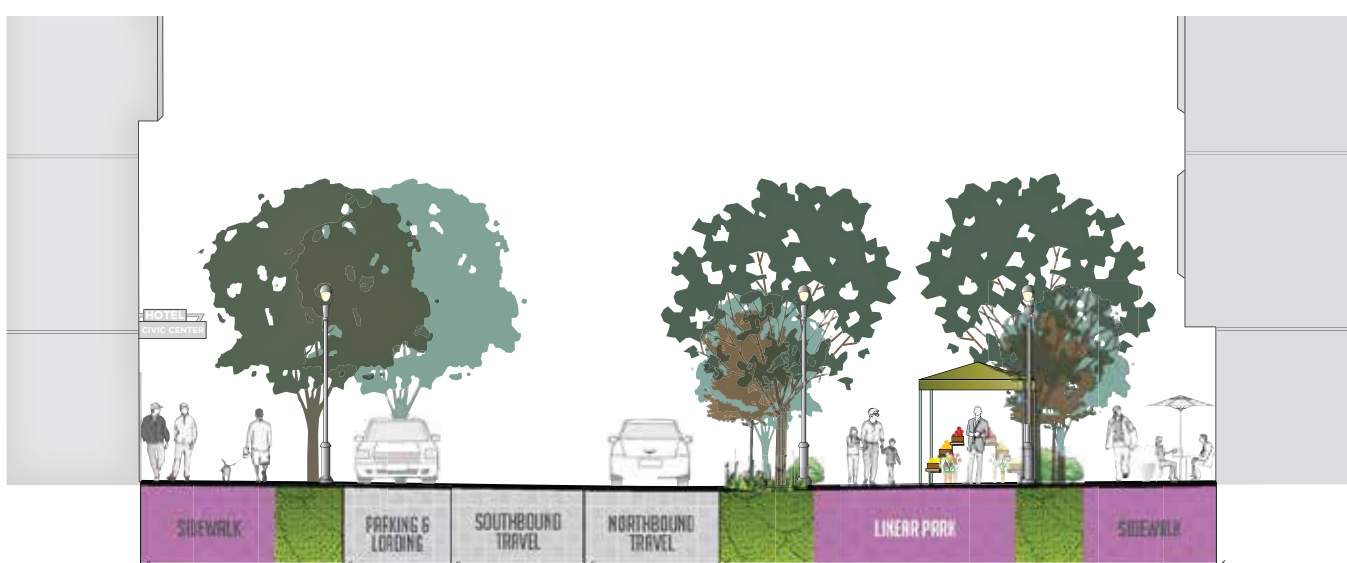 HOTEL
CIVIC CENTER
SIDEWALK
PARKING &
LOADING
SOUTHBOUND
TRAVEL
NORTHBOUND
TRAVEL
LINEAR PARK
SIDEWALK